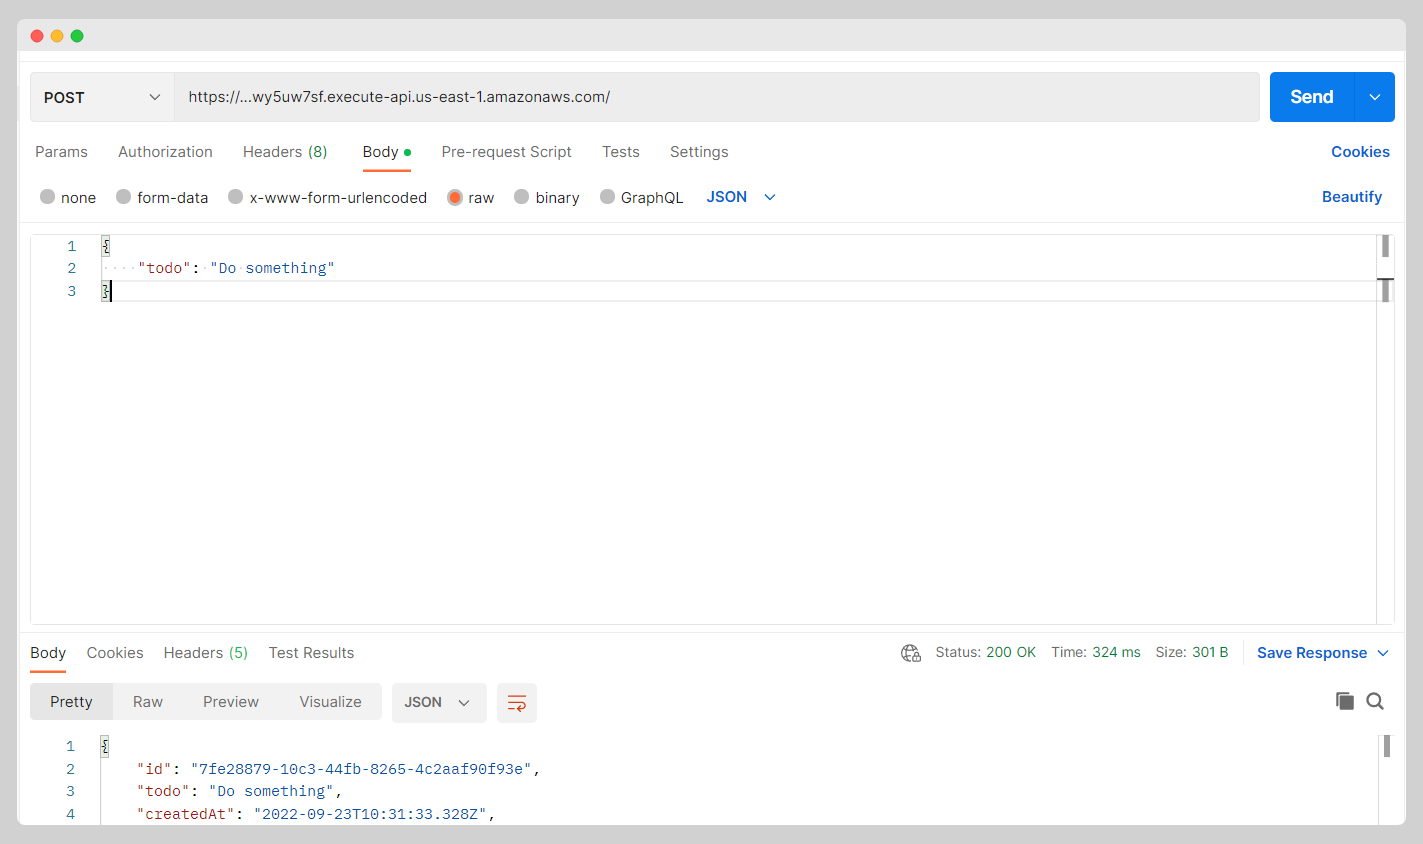 POST https://...wy5uw7sf.execute-api.us-east-1.amazonaws.com/ Send
Params Authorization Headers (8) Body Pre-request Script Tests Settings Cookies
none form-data x-www-form-urlencoded raw binary GraphQL JSON Beautify
1 {
2 "todo": "Do something"
3 }
Body Cookies Headers (5) Test Results Status: 200 OK Time: 324 ms Size: 301 B Save Response
Pretty Raw Preview Visualize JSON
1 {
2 "id": "7fe28879-10c3-44fb-8265-4c2aaf90f93e",
3 "todo": "Do something",
4 "createdAt": "2022-09-23T10:31:33.328Z",